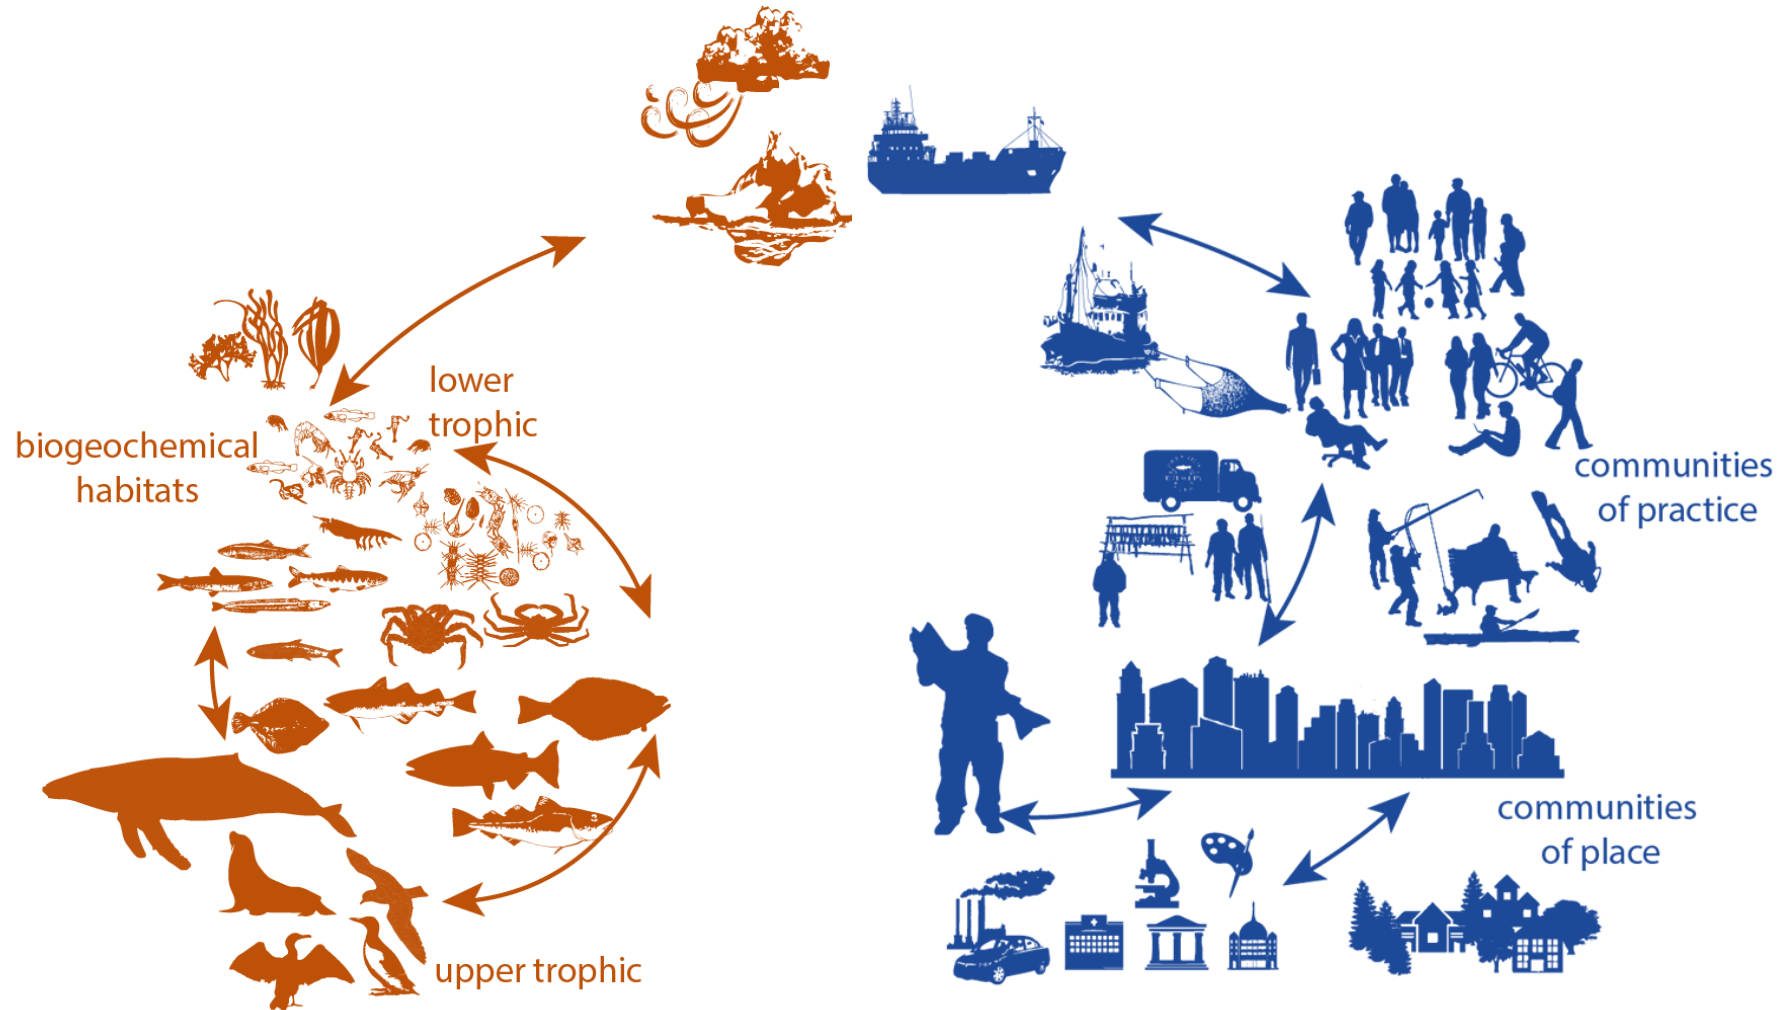 lower
trophic
biogeochemical
habitats
communities
of practice
communities
of place
upper trophic